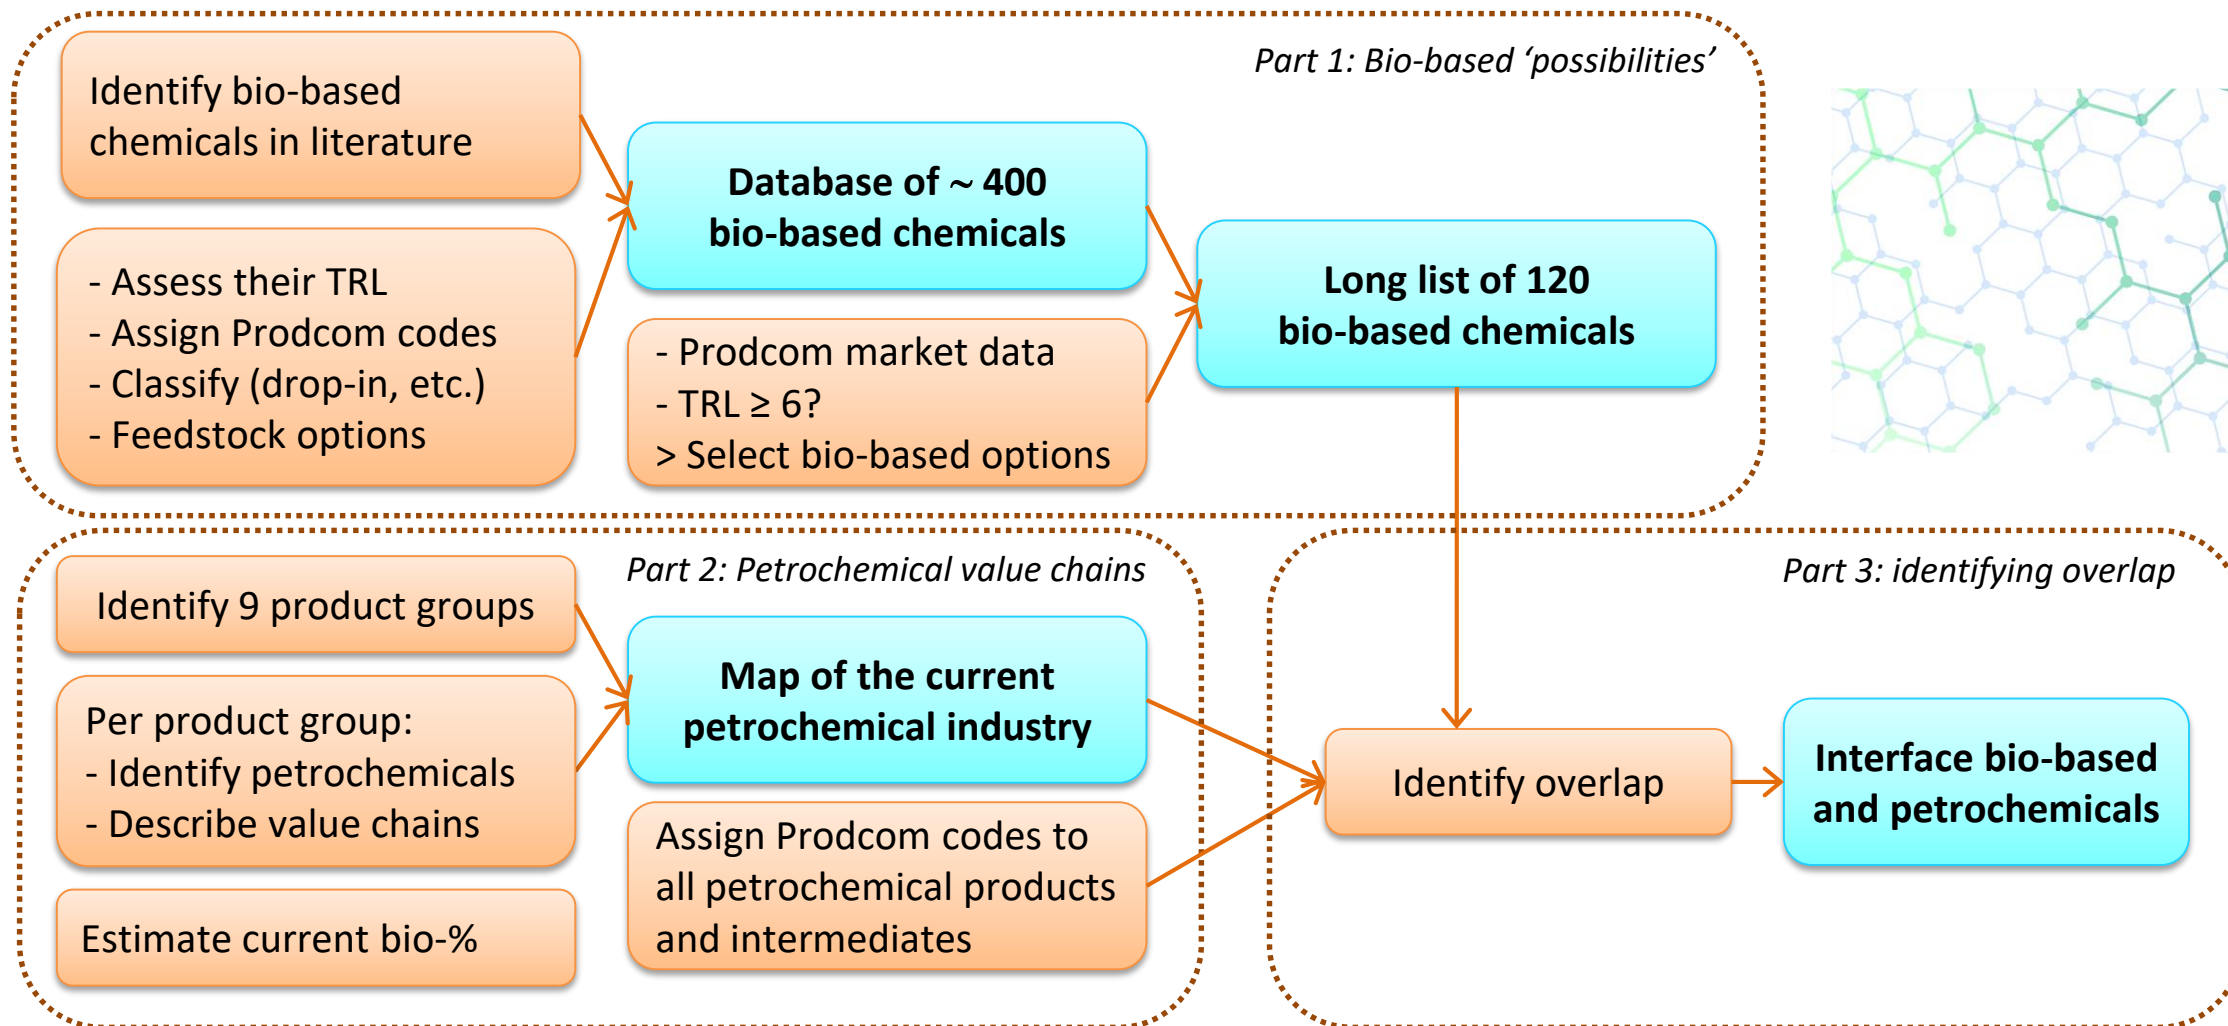 Part 1: Bio-based ‘possibilities’
Identify bio-based
chemicals in literature
- Assess their TRL
- Assign Prodcom codes
- Classify (drop-in, etc.)
- Feedstock options
Database of ~ 400
bio-based chemicals
- Prodcom market data
- TRL ≥ 6?
> Select bio-based options
Long list of 120
bio-based chemicals
Part 2: Petrochemical value chains
Identify 9 product groups
Per product group:
- Identify petrochemicals
- Describe value chains
Estimate current bio-%
Map of the current
petrochemical industry
Assign Prodcom codes to
all petrochemical products
and intermediates
Part 3: identifying overlap
Identify overlap
Interface bio-based
and petrochemicals